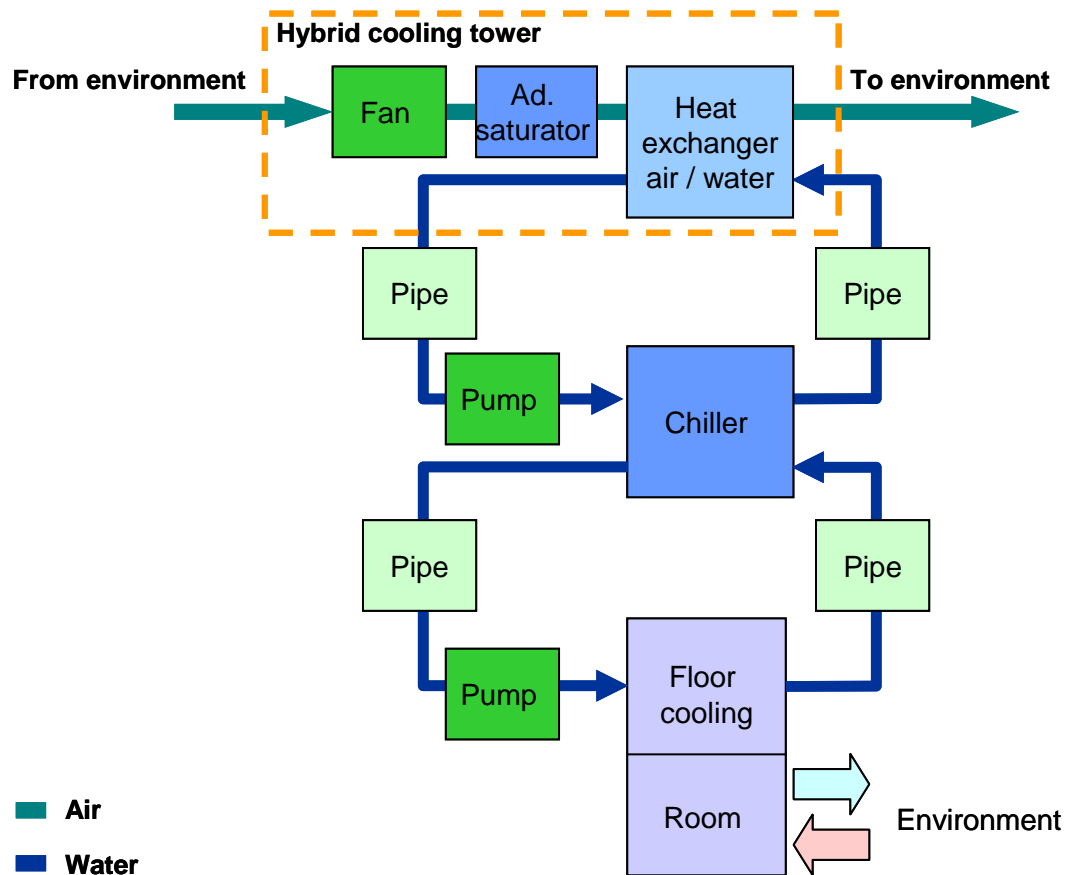 Hybrid cooling tower
From environment
To environment
Fan
Ad.
saturator
Heat
exchanger
air / water
Pipe
Pipe
Pump
Chiller
Pipe
Pipe
Pump
Floor
cooling
Room
Environment
Air
Water